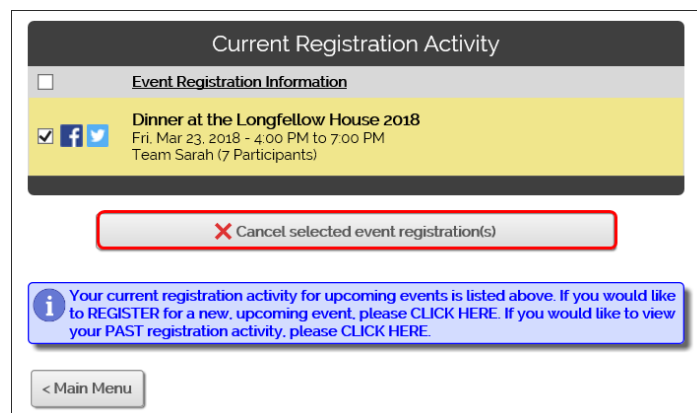 Current Registration Activity
Event Registration Information
Dinner at the Longfellow House 2018
Fri, Mar 23, 2018 - 4:00 PM to 7:00 PM
Team Sarah (7 Participants)
Cancel selected event registration(s)
Your current registration activity for upcoming events is listed above. If you would like
to REGISTER for a new, upcoming event, please CLICK HERE. If you would like to view
your PAST registration activity, please CLICK HERE.
< Main Menu